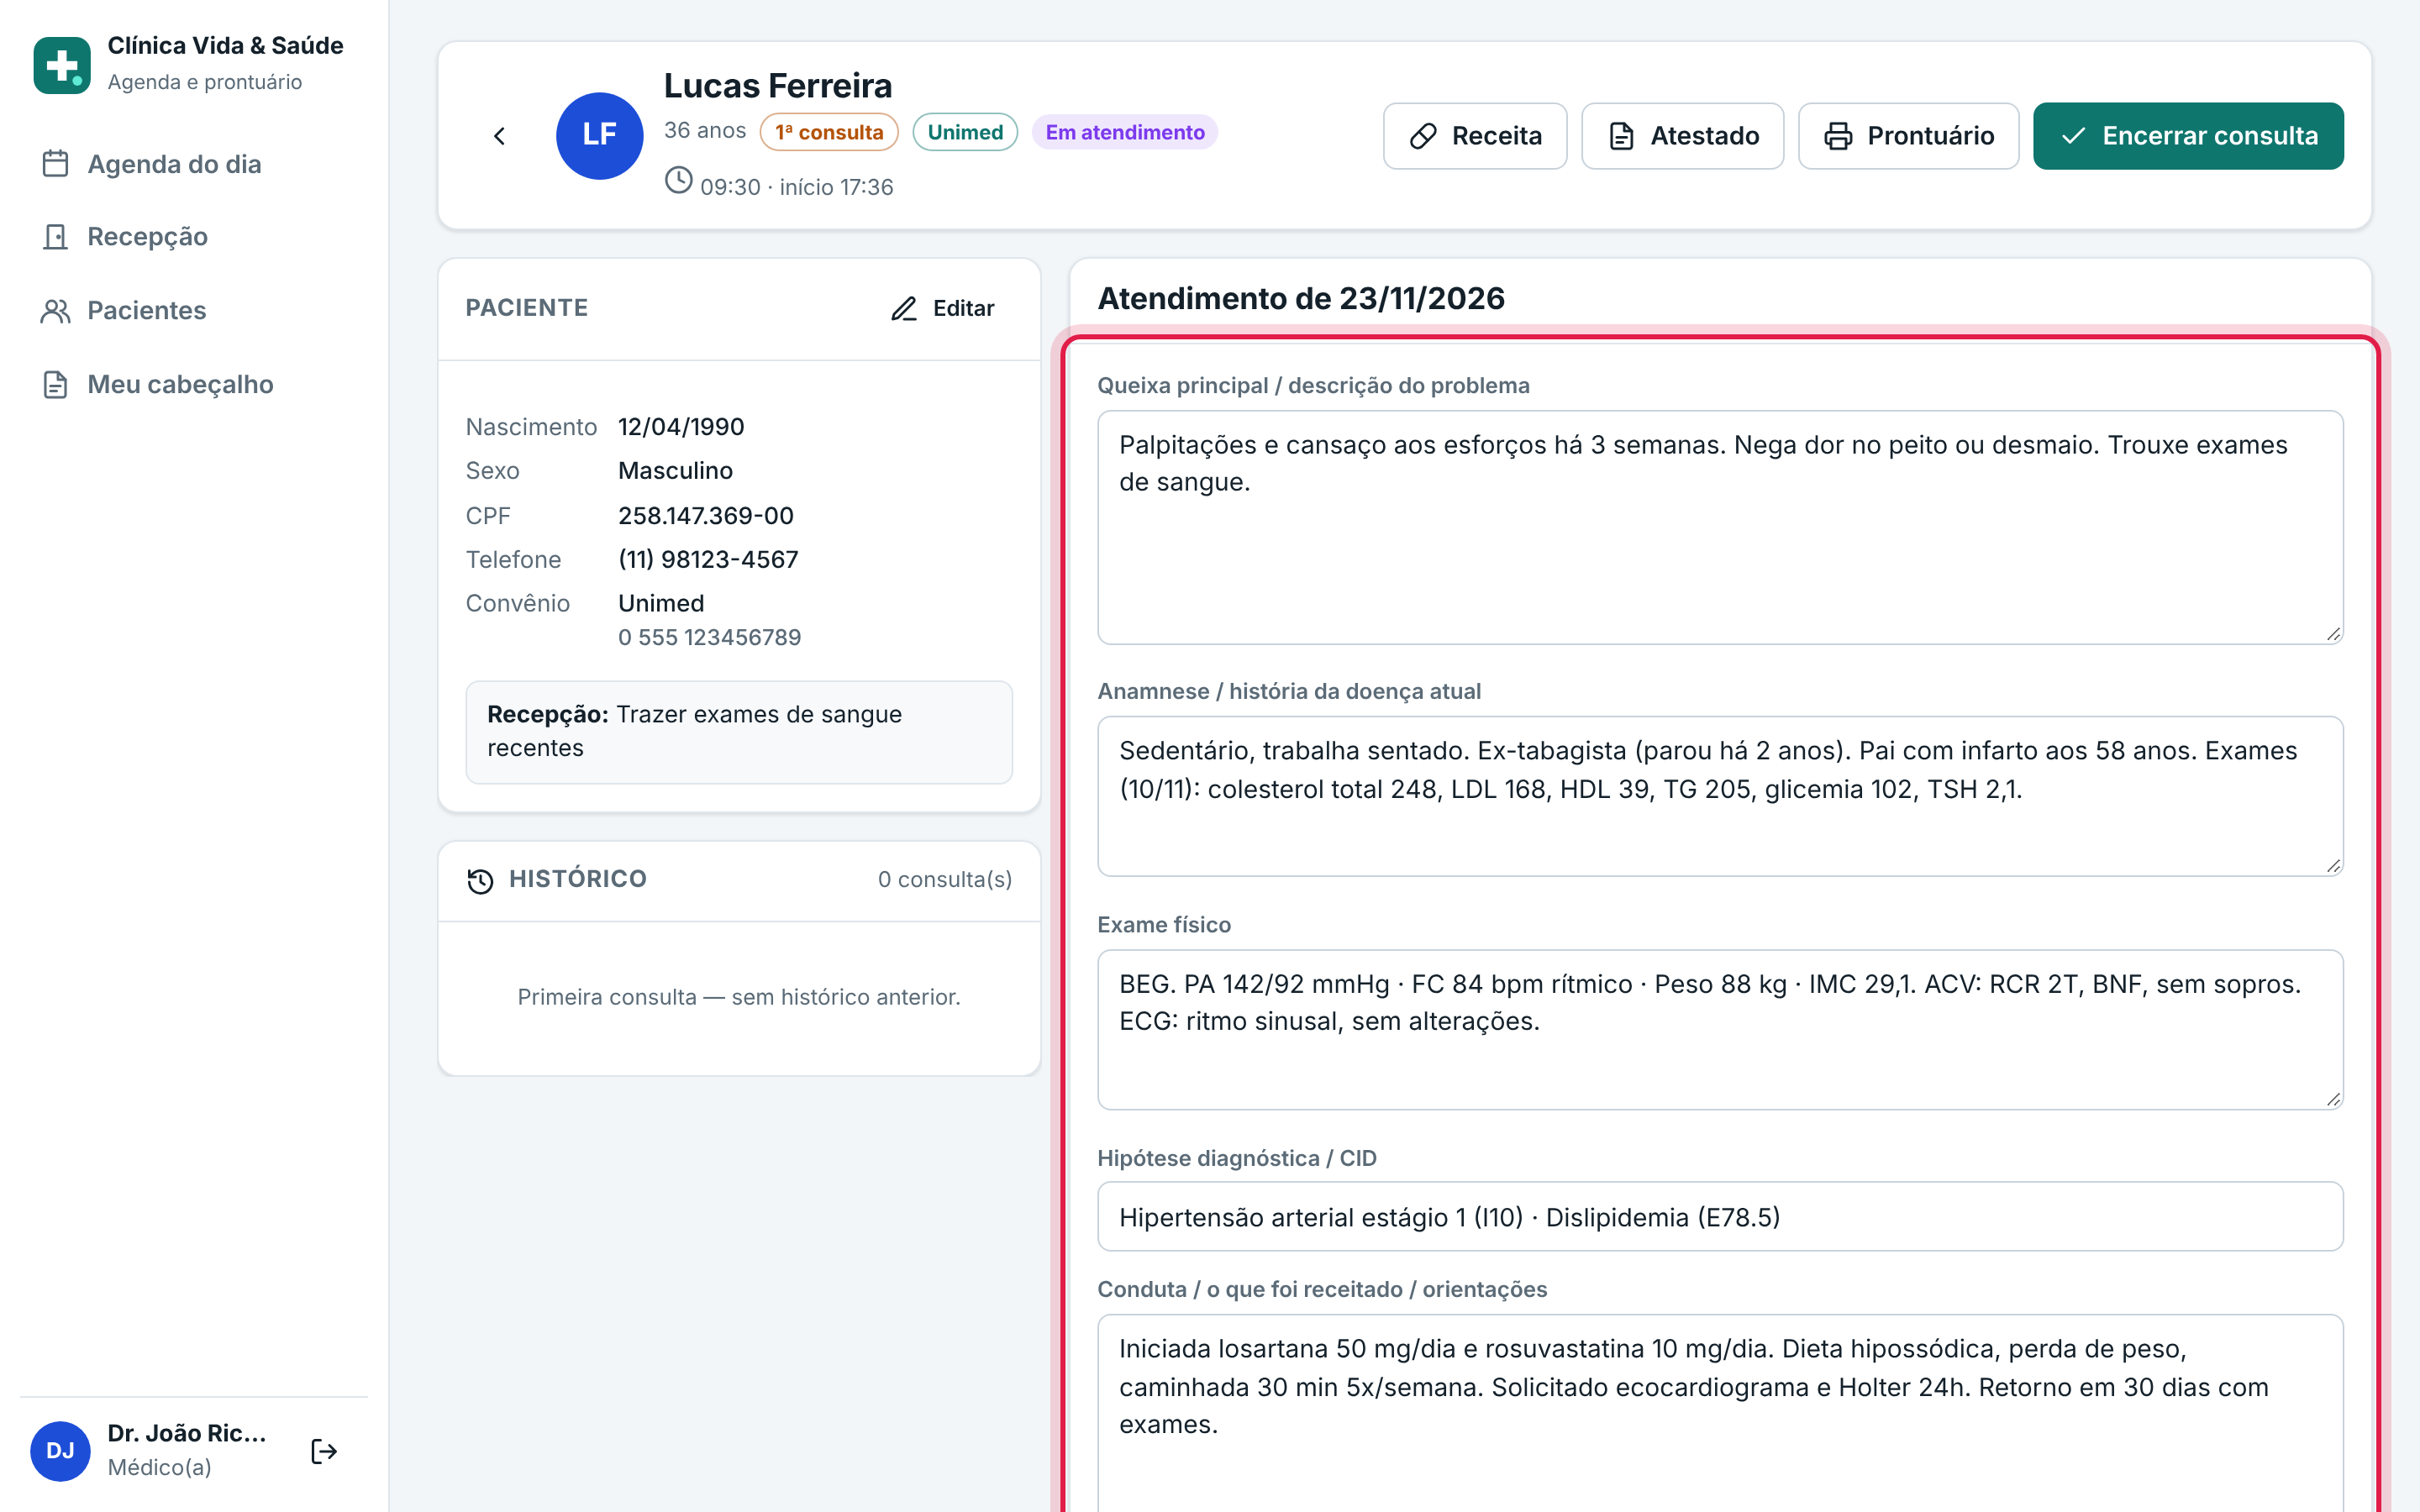 Clínica Vida & Saúde
Agenda e prontuário
Agenda do dia
Recepção
Pacientes
Meu cabeçalho
Dr. João Ric...
DJ
Médico(a)
LF
Lucas Ferreira
36 anos 1ª consulta Unimed Em atendimento
09:30 · início 17:36
Receita
Atestado
Prontuário
Encerrar consulta
PACIENTE
Editar
Nascimento 12/04/1990
Sexo Masculino
CPF 258.147.369-00
Telefone (11) 98123-4567
Convênio Unimed
0 555 123456789
Recepção: Trazer exames de sangue
recentes
HISTÓRICO
0 consulta(s)
Primeira consulta — sem histórico anterior.
Atendimento de 23/11/2026
Queixa principal / descrição do problema
Palpitações e cansaço aos esforços há 3 semanas. Nega dor no peito ou desmaio. Trouxe exames
de sangue.
Anamnese / história da doença atual
Sedentário, trabalha sentado. Ex-tabagista (parou há 2 anos). Pai com infarto aos 58 anos. Exames
(10/11): colesterol total 248, LDL 168, HDL 39, TG 205, glicemia 102, TSH 2,1.
Exame físico
BEG. PA 142/92 mmHg · FC 84 bpm rítmico · Peso 88 kg · IMC 29,1. ACV: RCR 2T, BNF, sem sopros.
ECG: ritmo sinusal, sem alterações.
Hipótese diagnóstica / CID
Hipertensão arterial estágio 1 (I10) · Dislipidemia (E78.5)
Conduta / o que foi receitado / orientações
Iniciada losartana 50 mg/dia e rosuvastatina 10 mg/dia. Dieta hipossódica, perda de peso,
caminhada 30 min 5x/semana. Solicitado ecocardiograma e Holter 24h. Retorno em 30 dias com
exames.